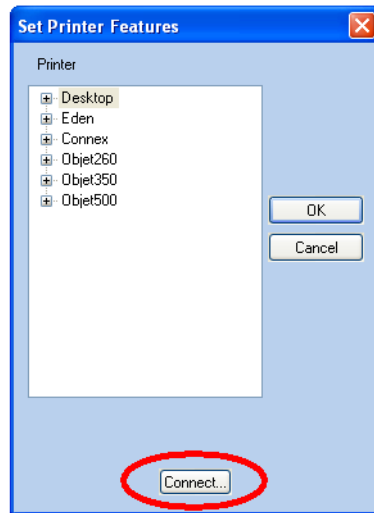 Set Printer Features
Printer
Desktop
Eden
Connex
Objet260
Objet350
Objet500
OK
Cancel
Connect...